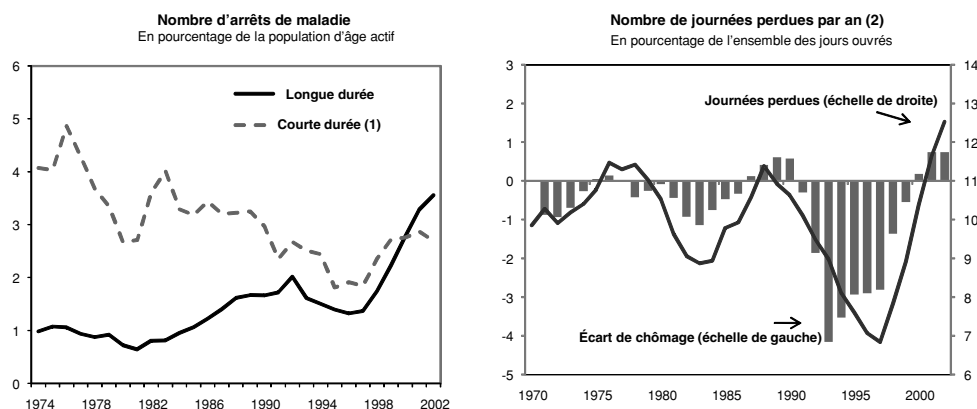 Nombre d'arrêts de maladie
En pourcentage de la population d'âge actif
6
5
4
3
2
1
0
Longue durée
Courte durée (1)
1974 1978 1982 1986 1990 1994 1998 2002
Nombre de journées perdues par an (2)
En pourcentage de l'ensemble des jours ouvrés
3
2
1
0
-1
-2
-3
-4
-5
14
13
12
11
10
9
8
7
6
Journées perdues (échelle de droite)
Écart de chômage (échelle de gauche)
1970 1975 1980 1985 1990 1995 2000